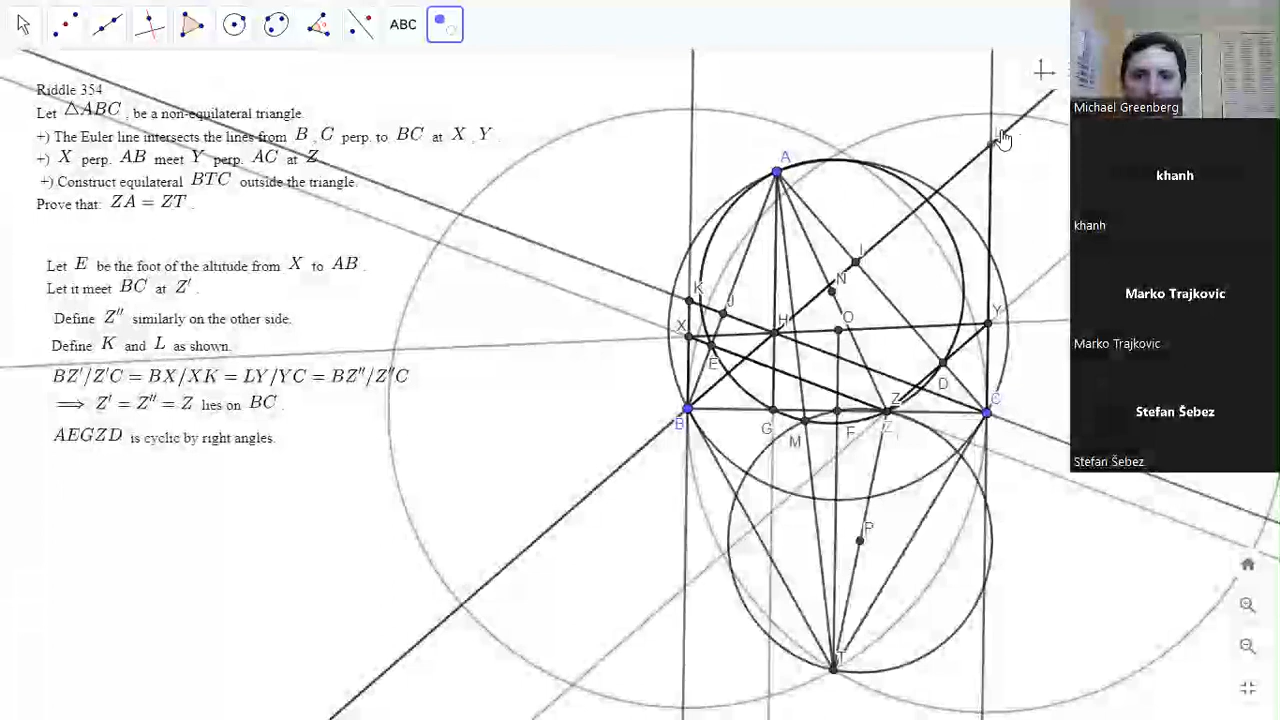 ABC
Riddle 354
Let △ABC , be a non-equilateral triangle.
+) The Euler line intersects the lines from B , C perp. to BC at X , Y .
+) X perp. AB meet Y perp. AC at Z
+) Construct equilateral BTC outside the triangle.
Prove that: ZA = ZT .
Let E be the foot of the altitude from X to AB .
Let it meet BC at Z′ .
Define Z″ similarly on the other side.
Define K and L as shown.
BZ′/Z′C = BX/XK = LY/YC = BZ″/Z″C
⟹ Z′ = Z″ = Z lies on BC .
AEGZD is cyclic by right angles.
A
I
N
K
J
H
O
Y
X
E
D
Z
C
B
G
F
M
P
T
Michael Greenberg
khanh
khanh
Marko Trajkovic
Marko Trajkovic
Stefan Šebez
Stefan Šebez